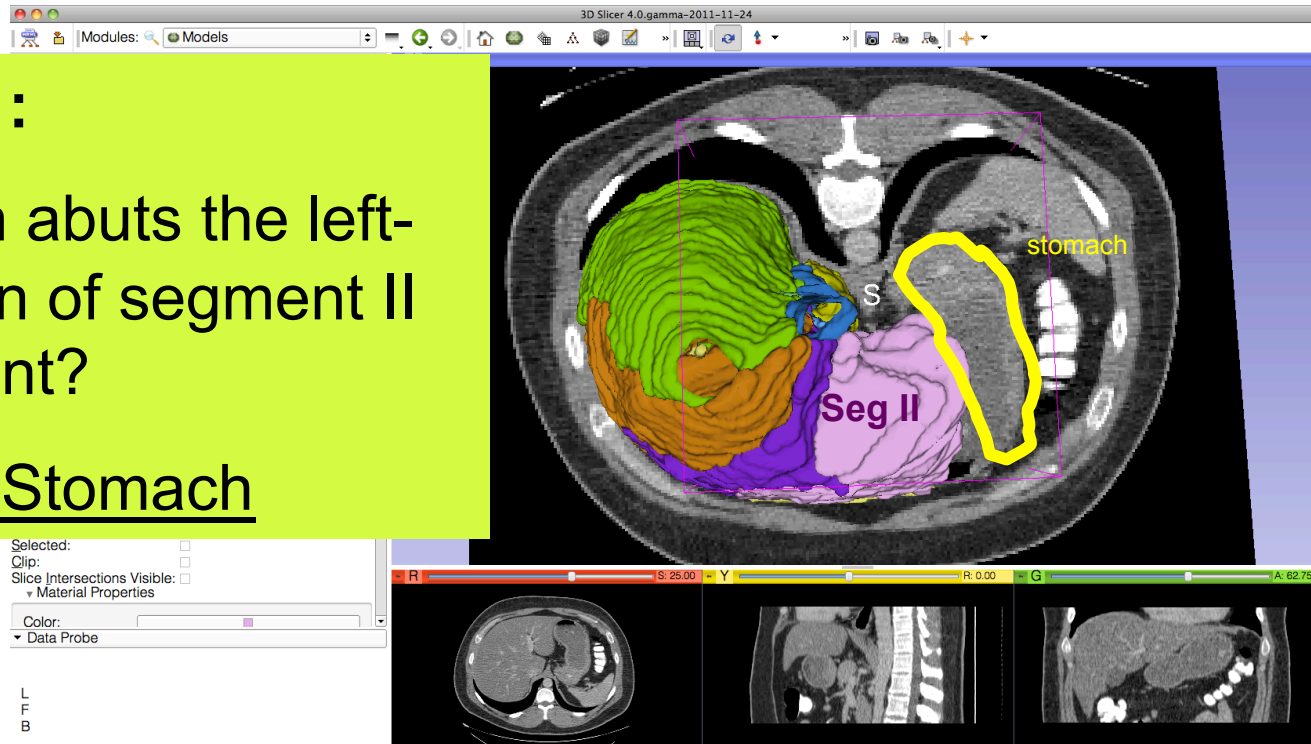 3D Slicer 4.0.gamma-2011-11-24
Modules: Models
:
abuts the left-
n of segment II
nt?
Stomach
stomach
S
Seg II
Selected:
Clip:
Slice Intersections Visible:
Material Properties
Color:
Data Probe
L
F
B
R S: 25.00 Y R: 0.00 G A: 62.75